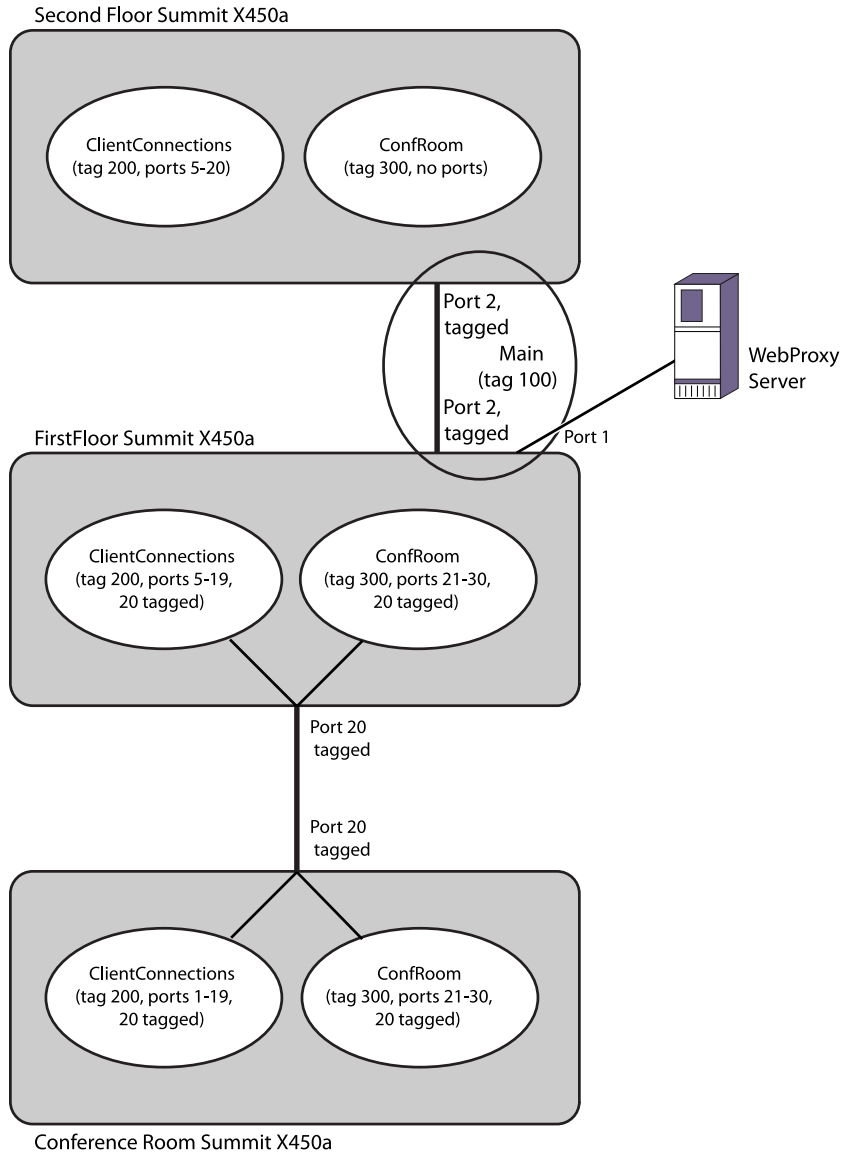 Second Floor Summit X450a
ClientConnections
(tag 200, ports 5-20)
ConfRoom
(tag 300, no ports)
Port 2,
tagged
Main
(tag 100)
Port 2,
tagged
WebProxy
Server
Port 1
FirstFloor Summit X450a
ClientConnections
(tag 200, ports 5-19,
20 tagged)
ConfRoom
(tag 300, ports 21-30,
20 tagged)
Port 20
tagged
Port 20
tagged
ClientConnections
(tag 200, ports 1-19,
20 tagged)
ConfRoom
(tag 300, ports 21-30,
20 tagged)
Conference Room Summit X450a